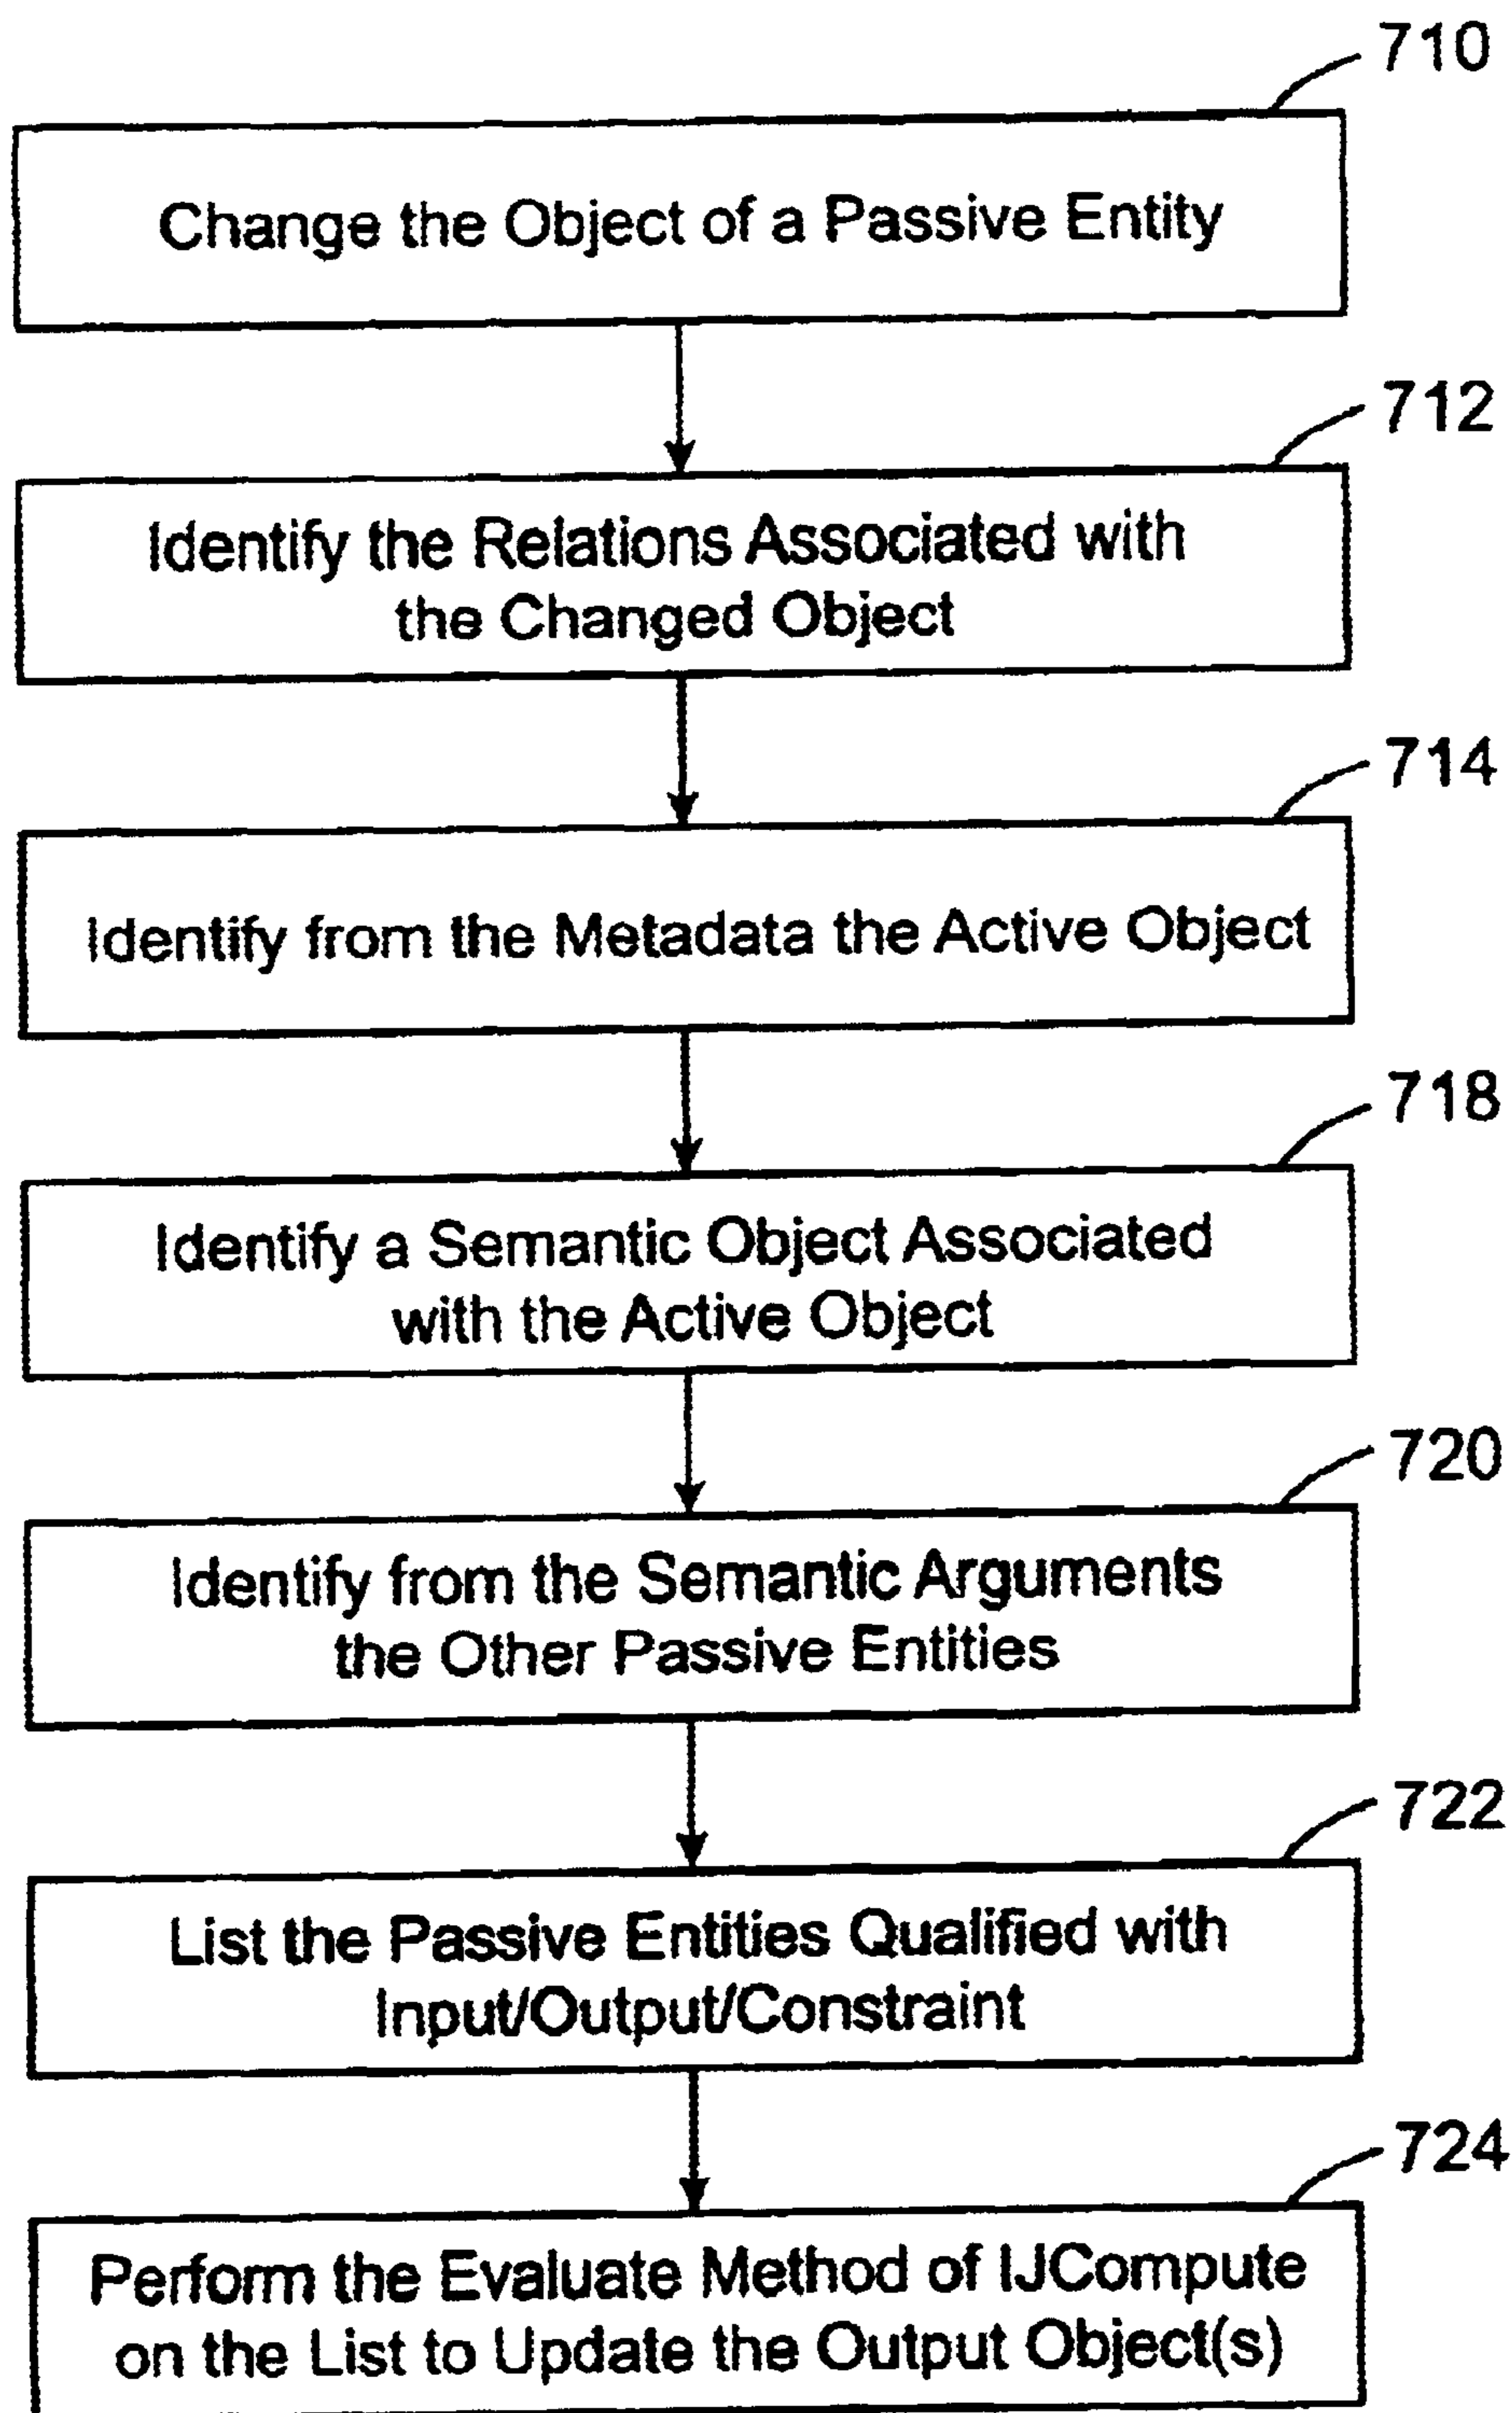 710
Change the Object of a Passive Entity
712
Identify the Relations Associated with
the Changed Object
714
Identify from the Metadata the Active Object
718
Identify a Semantic Object Associated
with the Active Object
720
Identify from the Semantic Arguments
the Other Passive Entities
722
List the Passive Entities Qualified with
Input/Output/Constraint
724
Perform the Evaluate Method of IJCompute
on the List to Update the Output Object(s)